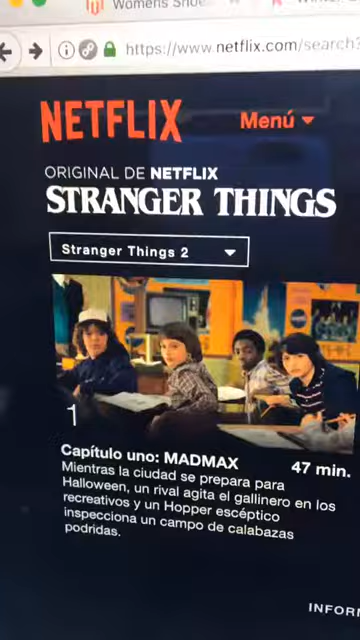 Womens Shoe
https://www.netflix.com/search?
NETFLIX
Menú
ORIGINAL DE NETFLIX
STRANGER THINGS
Stranger Things 2
1
Capítulo uno: MADMAX
47 min.
Mientras la ciudad se prepara para
Halloween, un rival agita el gallinero en los
recreativos y un Hopper escéptico
inspecciona un campo de calabazas
podridas.
INFORM